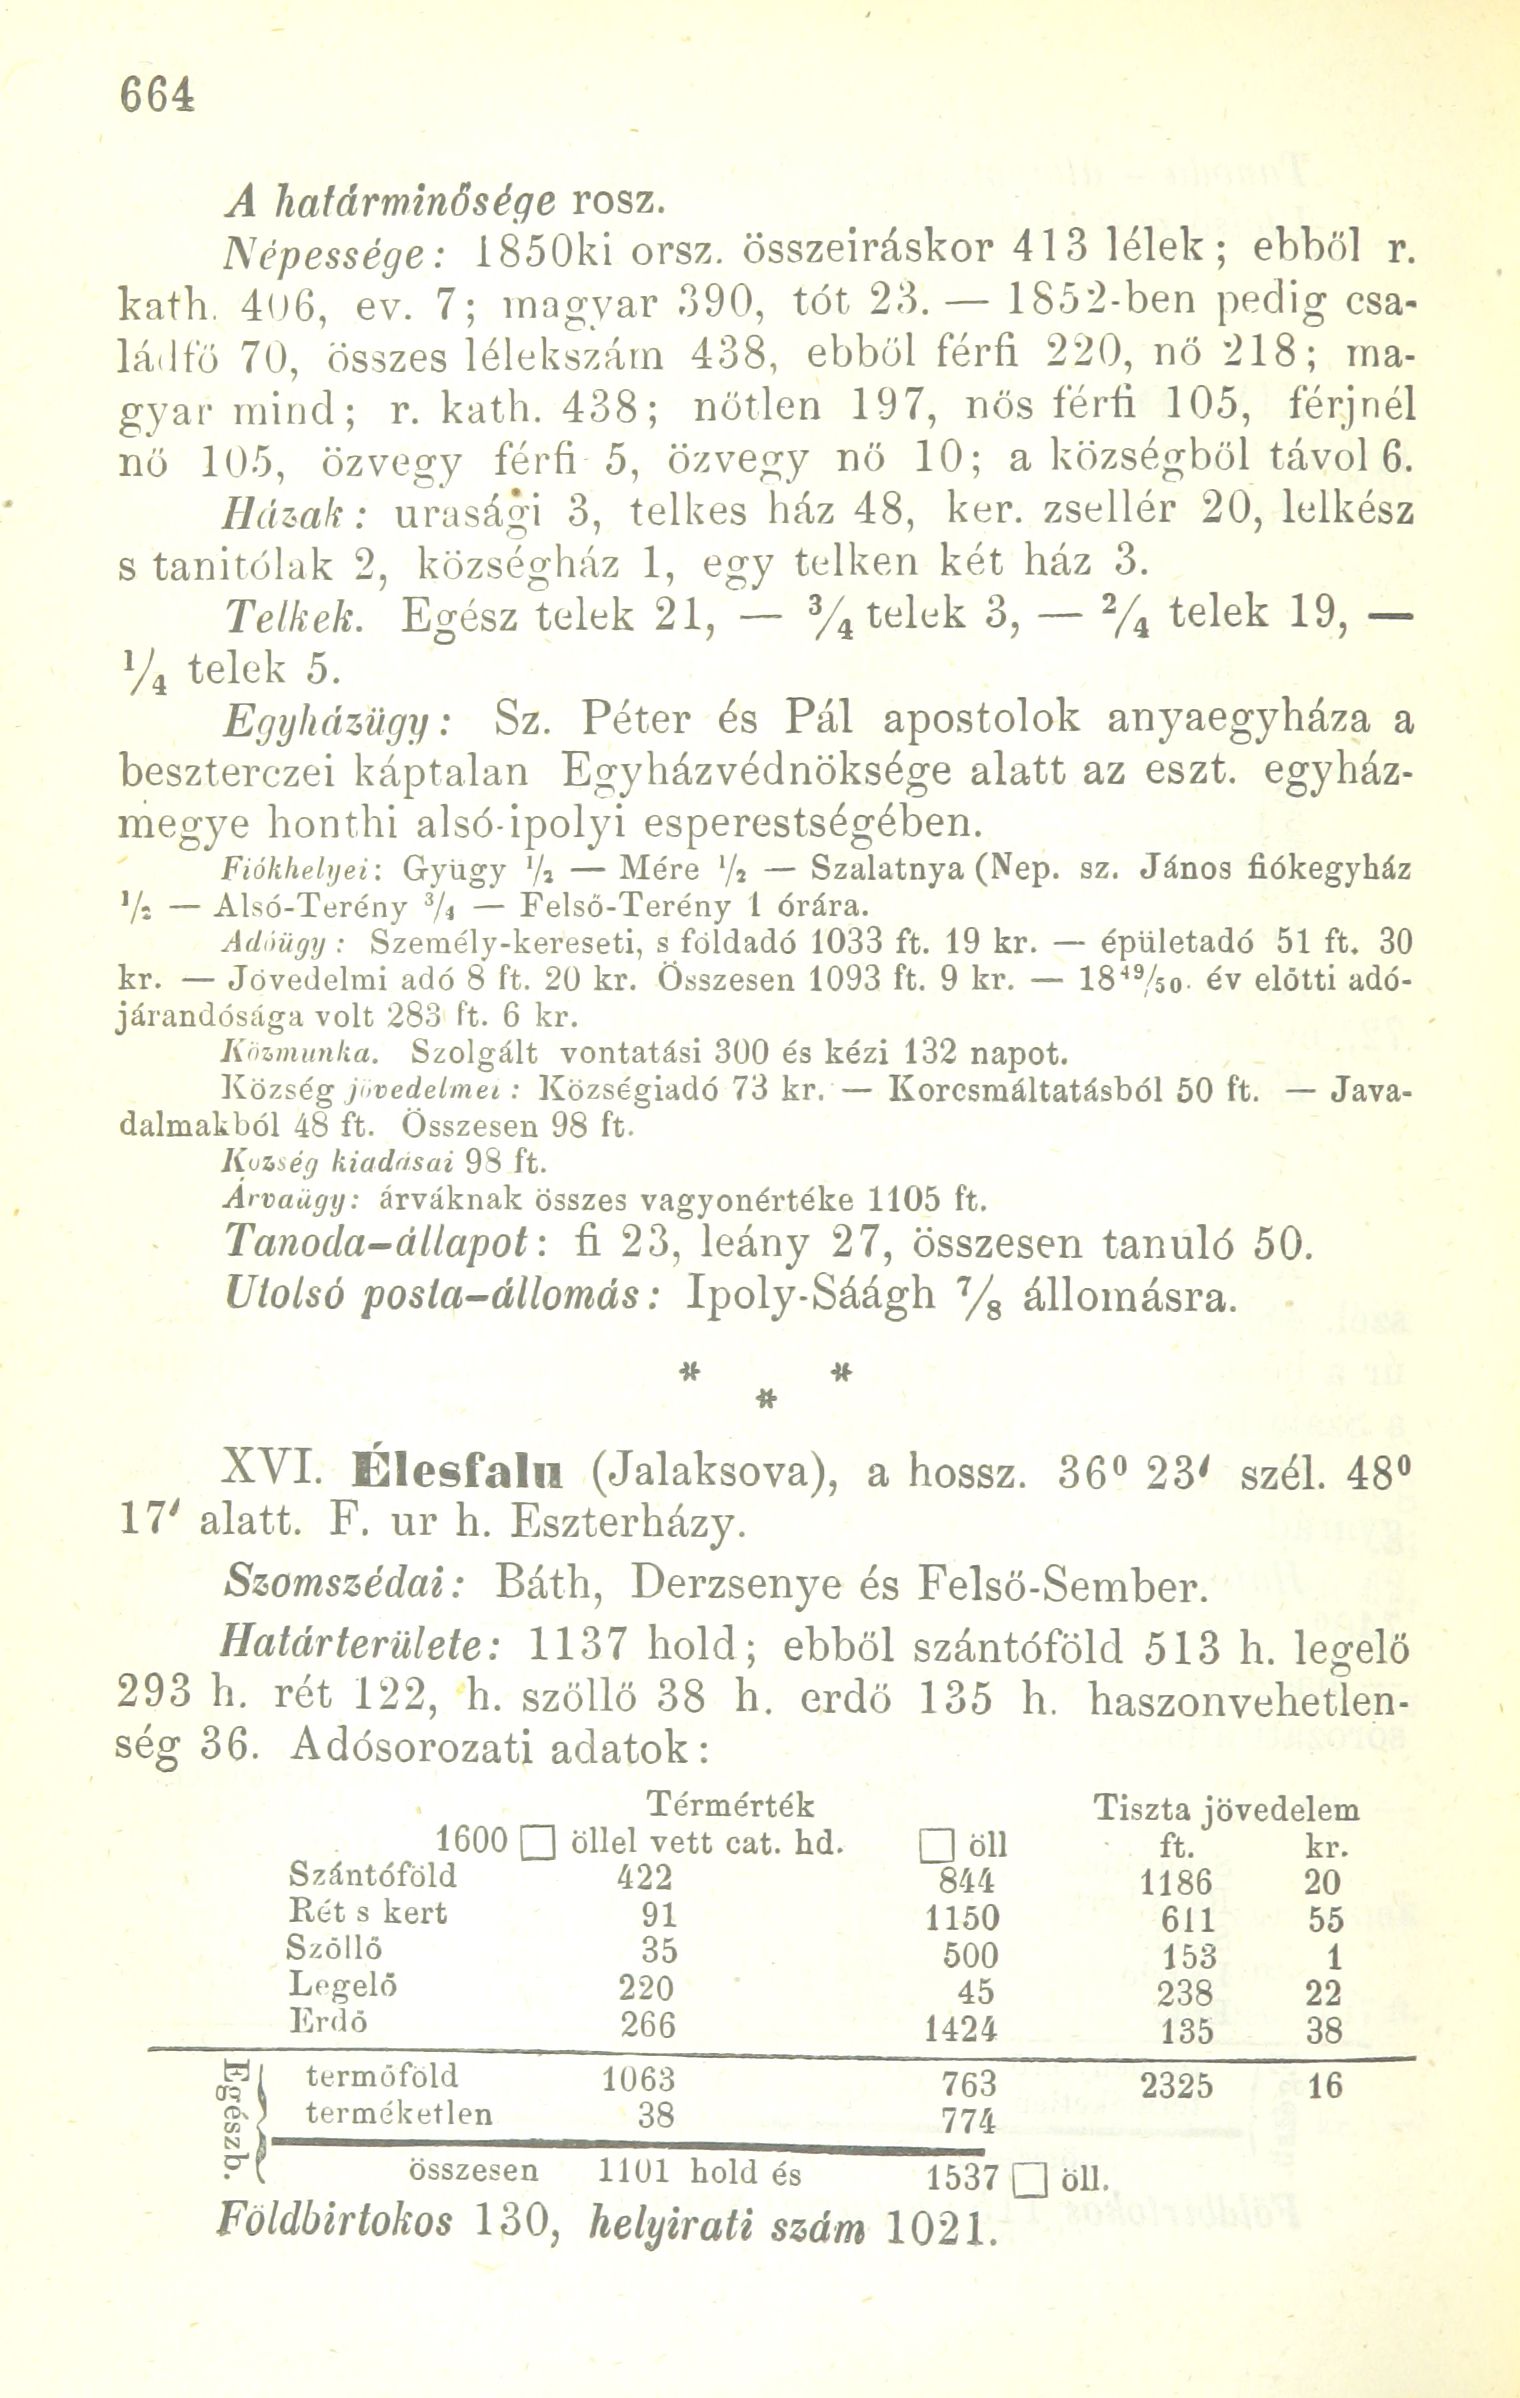 664
A határminősége rosz.
Népessége: 1850ki orsz. összeiráskor 413 lélek; ebből r.
kath. 406, ev. 7; magyar 390, tót 23. — 1852-ben pedig csa-
ládfő 70, összes lélekszám 438, ebből férfi 220, nő 218; ma-
gyar mind; r. kath. 438; nőtlen 197, nős férfi 105, férjnél
nő 105, özvegy férfi 5, özvegy nő 10; a községből távol 6.
Házak: urasági 3, telkes ház 48, ker. zsellér 20, lelkész
s tanitólak 2, községház 1, egy telken két ház 3.
Telkek. Egész telek 21, — ¾ telek 3, — 2/4 telek 19, —
¼ telek 5.
Egyházügy: Sz. Péter és Pál apostolok anyaegyháza a
beszterczei káptalan Egyházvédnöksége alatt az eszt. egyház-
megye honthi alsó-ipolyi esperestségében.
Fiókhelyei: Gyügy ½ — Mére ½ — Szalatnya (Nep. sz. János fiókegyház
½ — Alsó-Terény ¾ — Felső-Terény 1 órára.
Adóügy: Személy-kereseti, s földadó 1033 ft. 19 kr. — épületadó 51 ft. 30
kr. — Jövedelmi adó 8 ft. 20 kr. Összesen 1093 ft. 9 kr. — 18 49/50. év előtti adó-
járandósága volt 283 ft. 6 kr.
Közmunka. Szolgált vontatási 300 és kézi 132 napot.
Község jövedelmei: Községiadó 73 kr. — Korcsmáltatásból 50 ft. — Java-
dalmakból 48 ft. Összesen 98 ft.
Község kiadásai 98 ft.
Árvaügy: árváknak összes vagyonértéke 1105 ft.
Tanoda-állapot: fi 23, leány 27, összesen tanuló 50.
Utolsó posta-állomás: Ipoly-Sáágh ⅞ állomásra.
* *
*
XVI. Élesfalu (Jalaksova), a hossz. 36⁰ 23′ szél. 48⁰
17′ alatt. F. ur h. Eszterházy.
Szomszédai: Báth, Derzsenye és Felső-Sember.
Határterülete: 1137 hold; ebből szántóföld 513 h. legelő
293 h. rét 122, h. szöllő 38 h. erdő 135 h. haszonvehetlen-
ség 36. Adósorozati adatok:
Térmérték Tiszta jövedelem
1600 □ öllel vett cat. hd. □ öll ft. kr.
Szántóföld 422 844 1186 20
Rét s kert 91 1150 611 55
Szöllő 35 500 153 1
Legelő 220 45 238 22
Erdő 266 1424 135 38
Egészb. termőföld 1063 763 2325 16
terméketlen 38 774
összesen 1101 hold és 1537 □ öll.
Földbirtokos 130, helyirati szám 1021.